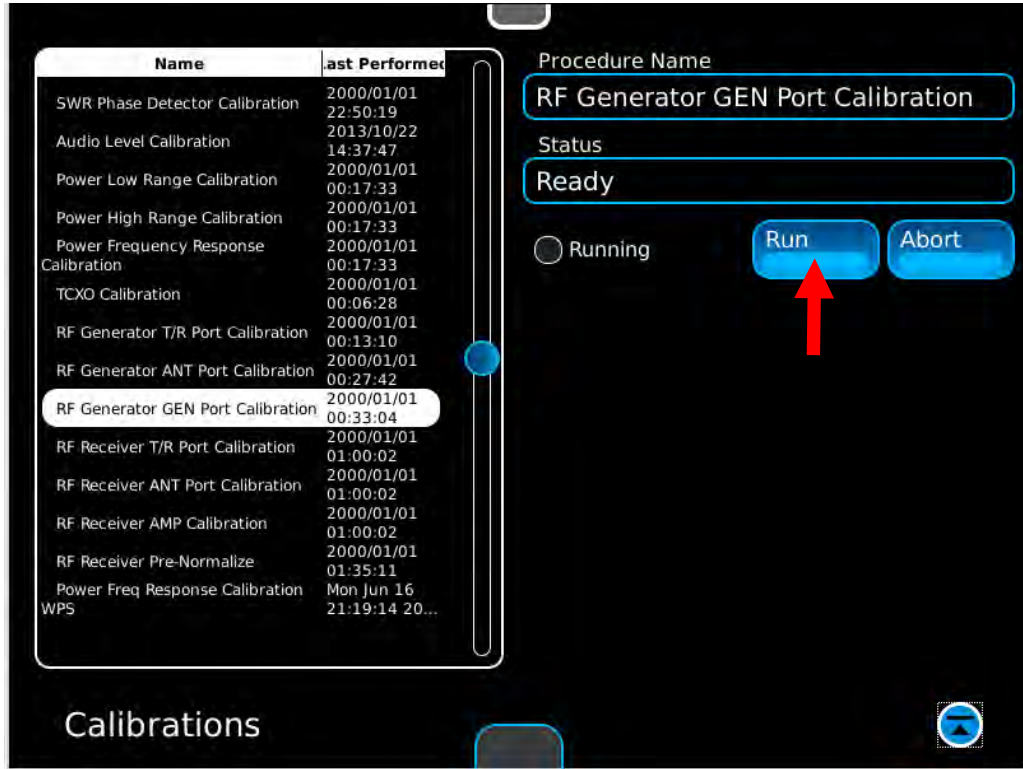 Name .ast Performed
SWR Phase Detector Calibration 2000/01/01
22:50:19
Audio Level Calibration 2013/10/22
14:37:47
Power Low Range Calibration 2000/01/01
00:17:33
Power High Range Calibration 2000/01/01
00:17:33
Power Frequency Response 2000/01/01
Calibration 00:17:33
TCXO Calibration 2000/01/01
00:06:28
RF Generator T/R Port Calibration 2000/01/01
00:13:10
RF Generator ANT Port Calibration 2000/01/01
00:27:42
RF Generator GEN Port Calibration 2000/01/01
00:33:04
RF Receiver T/R Port Calibration 2000/01/01
01:00:02
RF Receiver ANT Port Calibration 2000/01/01
01:00:02
RF Receiver AMP Calibration 2000/01/01
01:00:02
RF Receiver Pre-Normalize 2000/01/01
01:35:11
Power Freq Response Calibration Mon Jun 16
WPS 21:19:14 20...
Procedure Name
RF Generator GEN Port Calibration
Status
Ready
Running
Run
Abort
Calibrations